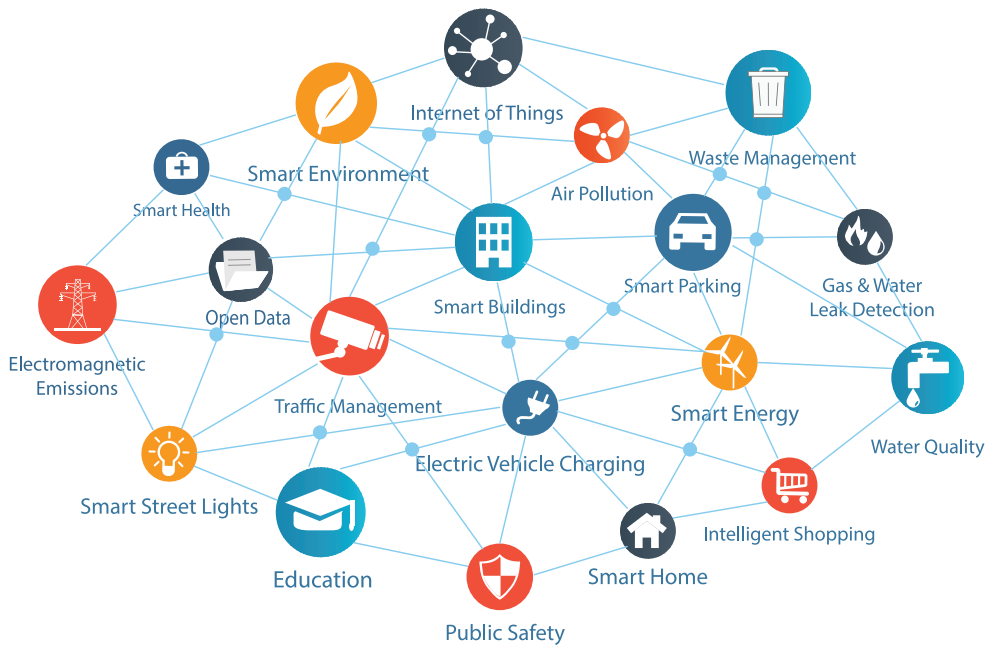 Internet of Things
Waste Management
Smart Environment
Air Pollution
Smart Health
Smart Parking
Gas & Water
Leak Detection
Smart Buildings
Open Data
Electromagnetic
Emissions
Traffic Management
Smart Energy
Water Quality
Electric Vehicle Charging
Smart Street Lights
Intelligent Shopping
Education
Smart Home
Public Safety